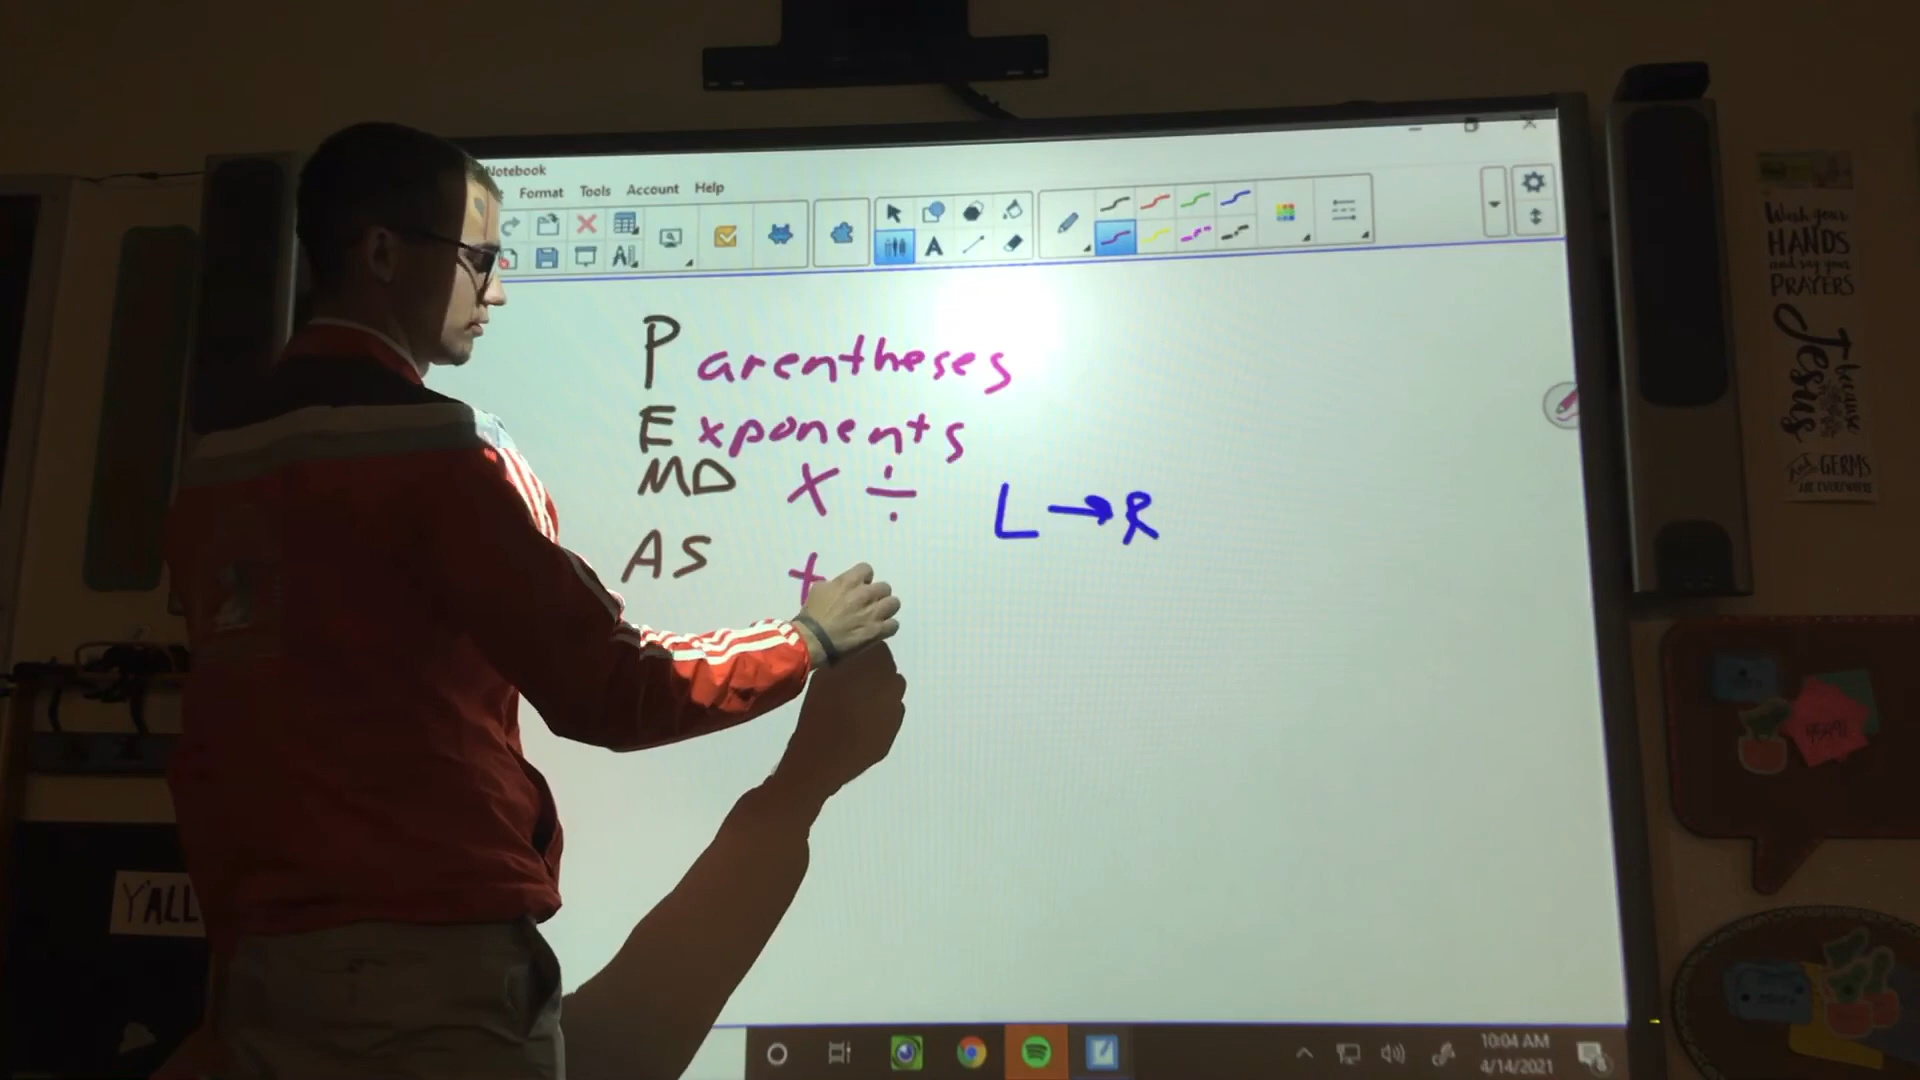 Notebook
Format Tools Account Help
Parentheses
Exponents
MD × ÷ L → R
AS +
Wash your
HANDS
and say your
PRAYERS
because
Jesus
And GERMS
ARE EVERYWHERE
Y'ALL
10:04 AM
4/14/2021